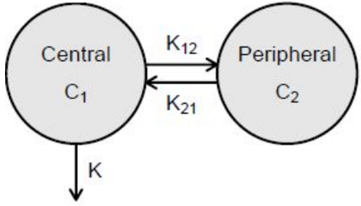 Central
C₁
K₁₂
K₂₁
Peripheral
C₂
K